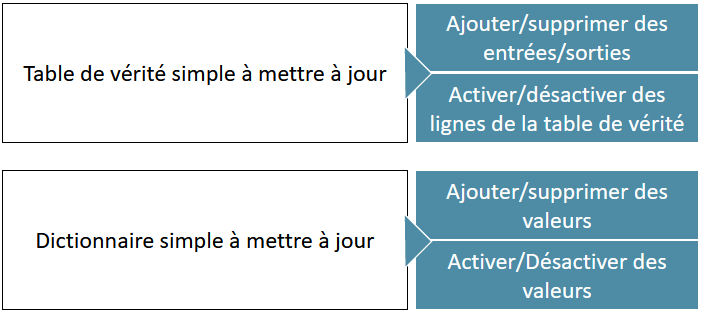 Table de vérité simple à mettre à jour
Ajouter/supprimer des
entrées/sorties
Activer/désactiver des
lignes de la table de vérité
Dictionnaire simple à mettre à jour
Ajouter/supprimer des
valeurs
Activer/Désactiver des
valeurs